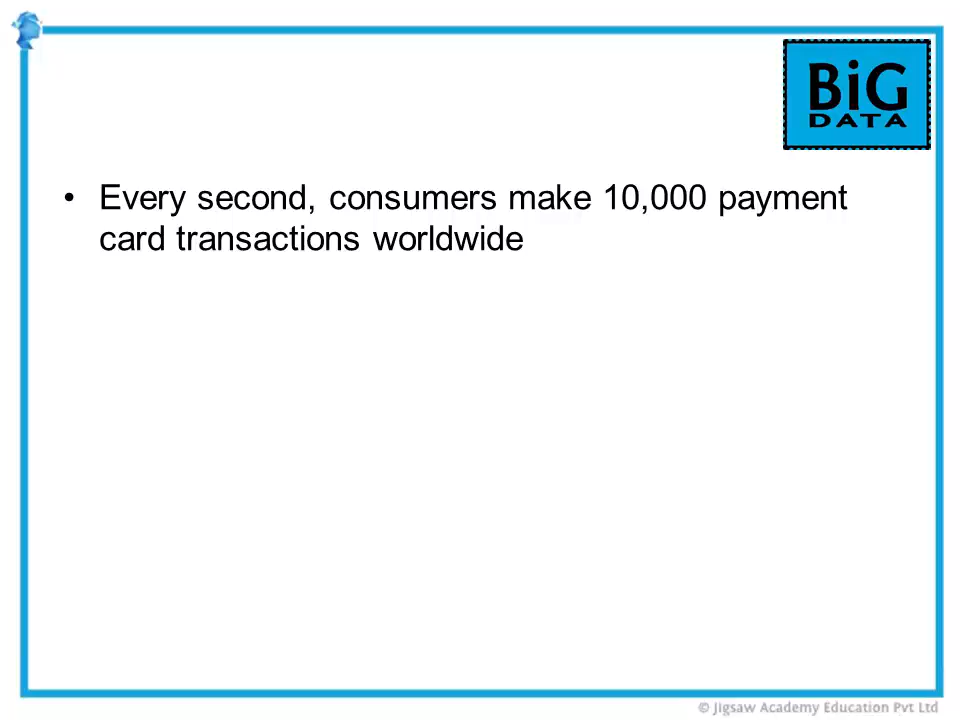 BiG
DATA
• Every second, consumers make 10,000 payment
card transactions worldwide
© Jigsaw Academy Education Pvt Ltd